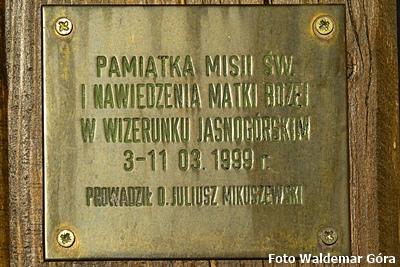 PAMIĄTKA MISJI ŚW.
I NAWIEDZENIA MATKI BOŻEJ
W WIZERUNKU JASNOGÓRSKIM
3-11 03.1999 r.
PROWADZIŁ O.JULIUSZ MIKUSZEWSKI
Foto Waldemar Góra